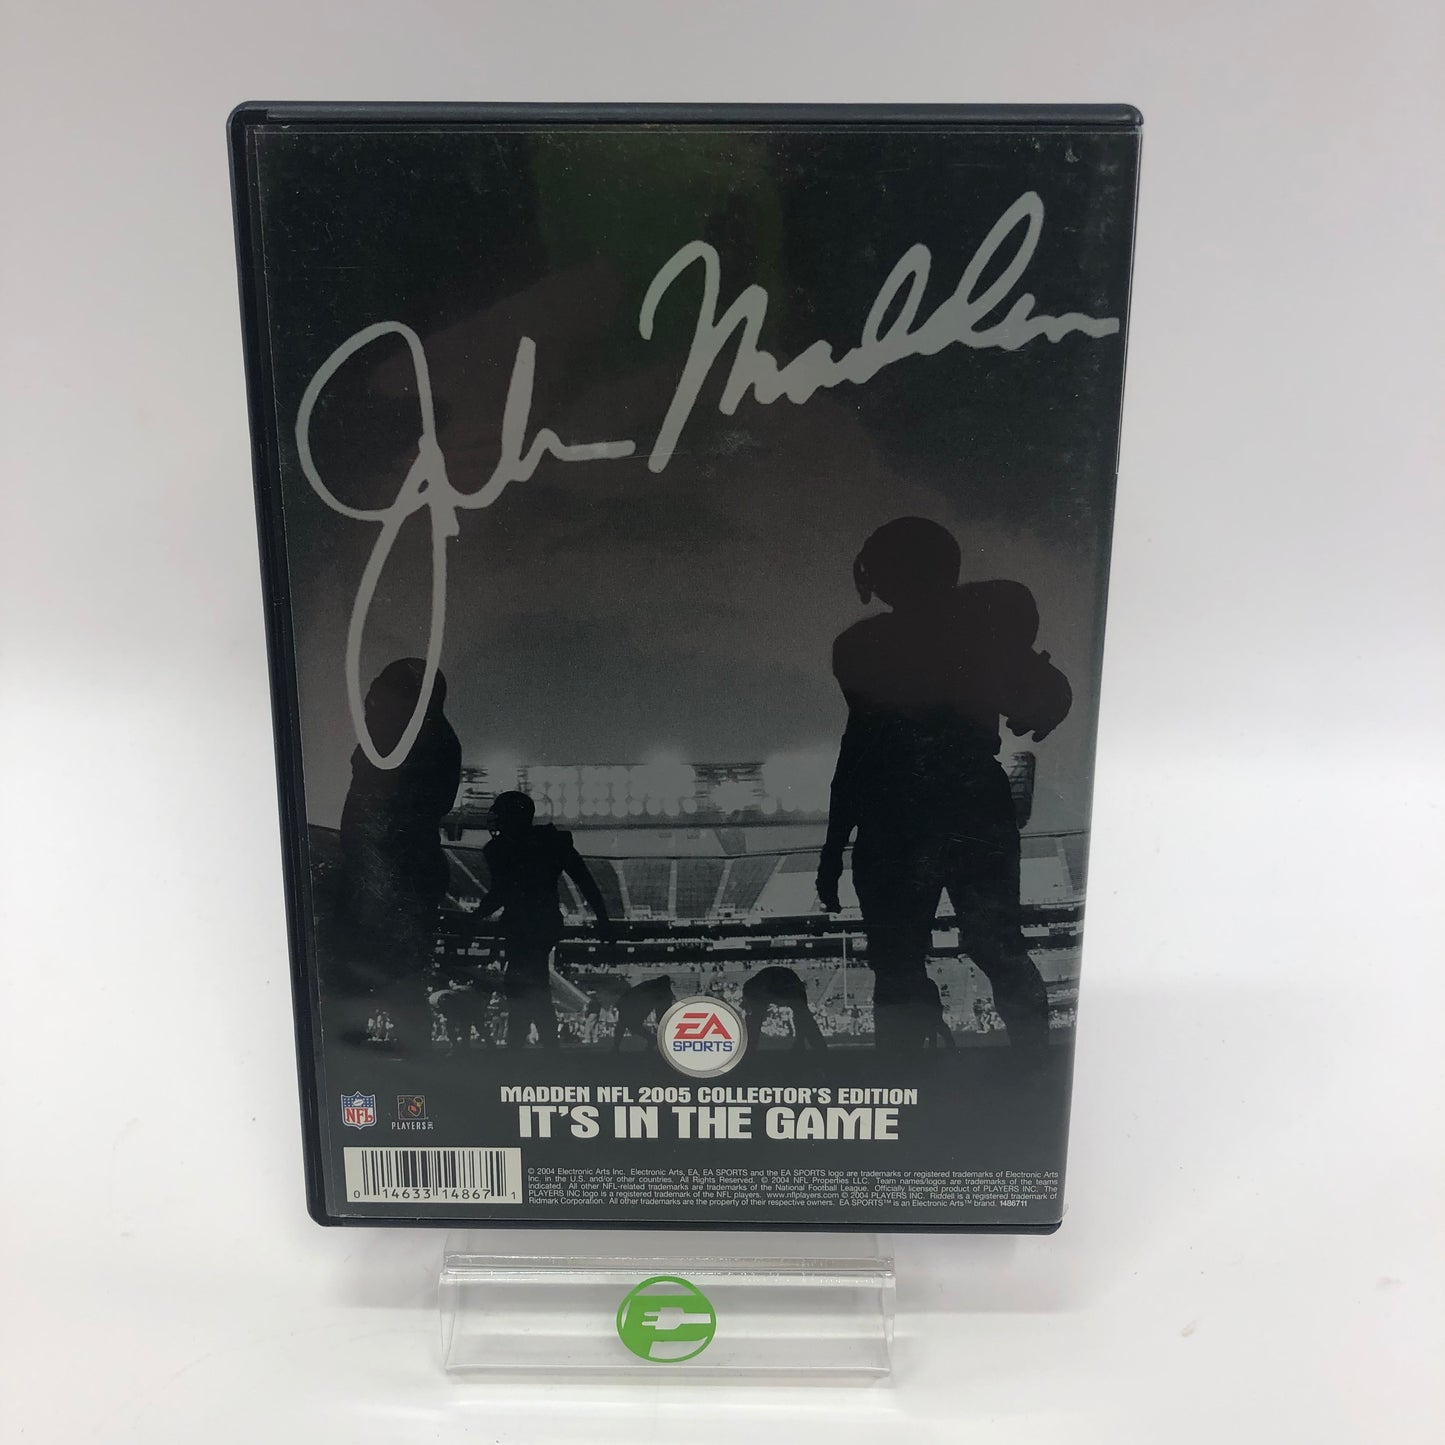 John Madden
EA
SPORTS™
MADDEN NFL 2005 COLLECTOR'S EDITION
IT'S IN THE GAME
NFL
PLAYERS INC
0 14633 14867 1
© 2004 Electronic Arts Inc. Electronic Arts, EA, EA SPORTS and the EA SPORTS logo are trademarks or registered trademarks of Electronic Arts
Inc. in the U.S. and/or other countries. All Rights Reserved. © 2004 NFL Properties LLC. Team names/logos are trademarks of the teams
indicated. All other NFL-related trademarks are trademarks of the National Football League. Officially licensed product of PLAYERS INC. The
PLAYERS INC logo is a registered trademark of the NFL players. www.nflplayers.com © 2004 PLAYERS INC. Riddell is a registered trademark of
Ridmark Corporation. All other trademarks are the property of their respective owners. EA SPORTS™ is an Electronic Arts™ brand. 1486711